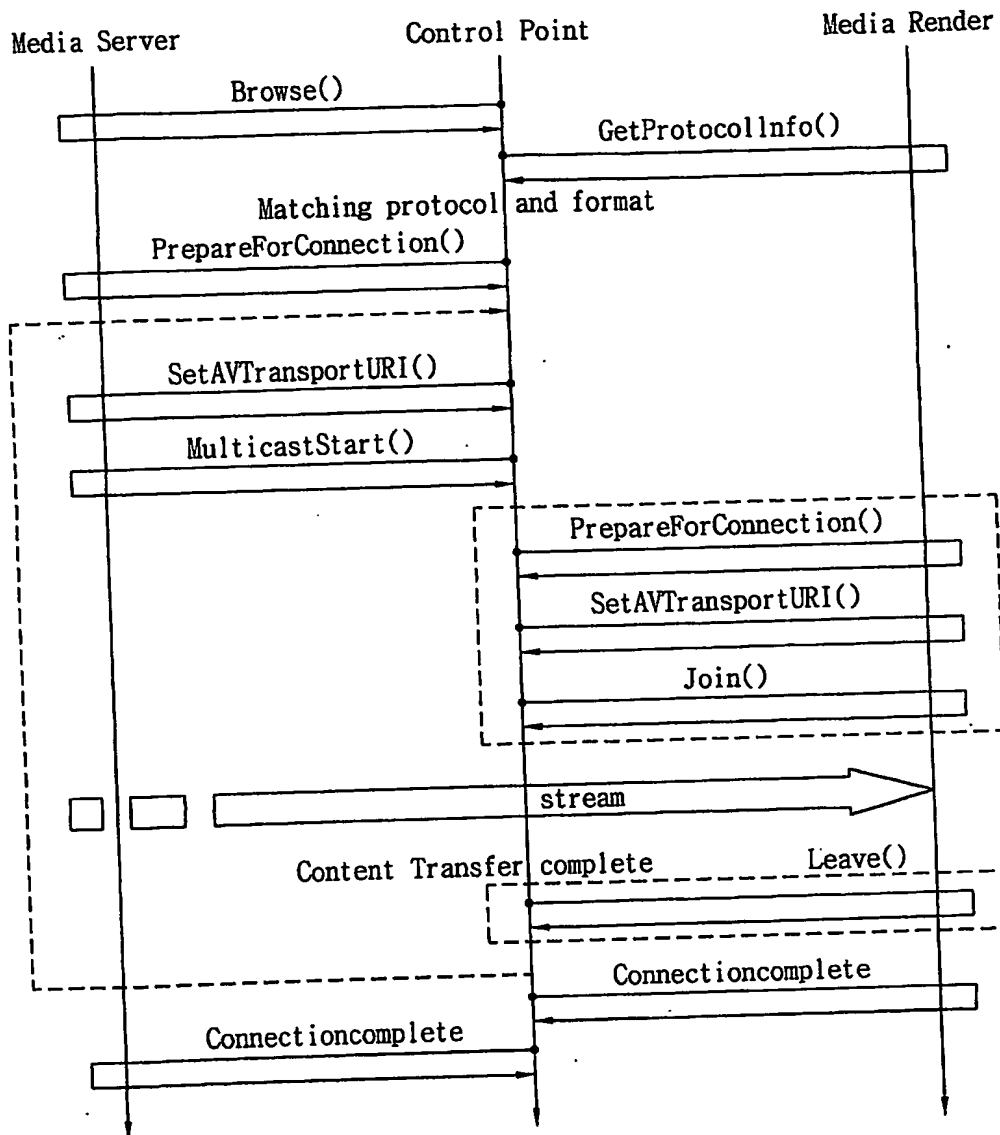 Media Server
Control Point
Media Render
Browse()
GetProtocolInfo()
Matching protocol and format
PrepareForConnection()
SetAVTransportURI()
MulticastStart()
PrepareForConnection()
SetAVTransportURI()
Join()
stream
Content Transfer complete
Leave()
Connectioncomplete
Connectioncomplete